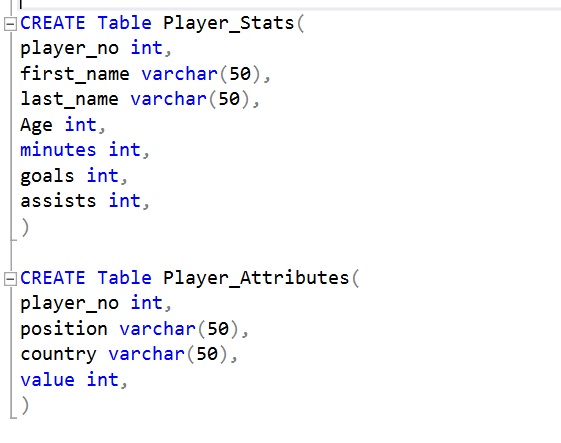 CREATE Table Player_Stats(
player_no int,
first_name varchar(50),
last_name varchar(50),
Age int,
minutes int,
goals int,
assists int,
)
CREATE Table Player_Attributes(
player_no int,
position varchar(50),
country varchar(50),
value int,
)